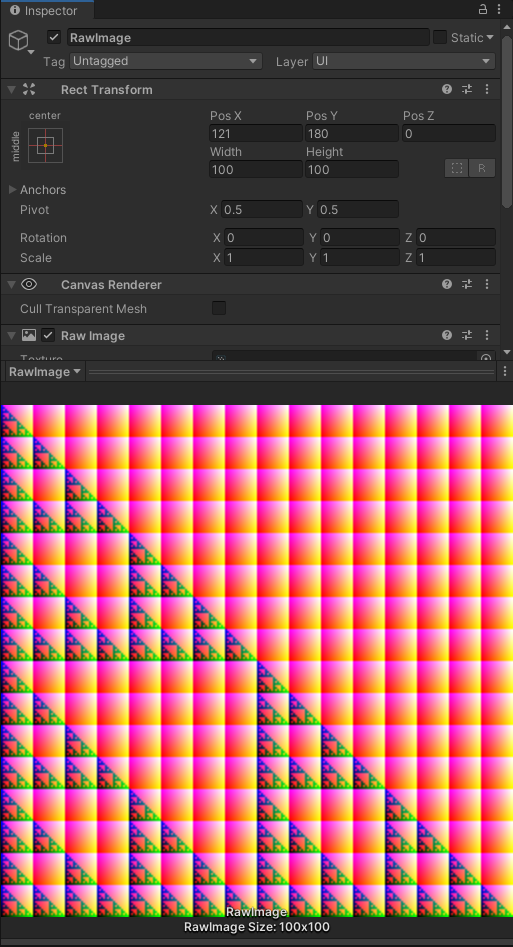 Inspector
RawImage Static
Tag Untagged Layer UI
Rect Transform
center
middle
Pos X Pos Y Pos Z
121 180 0
Width Height
100 100
R
Anchors
Pivot X 0.5 Y 0.5
Rotation X 0 Y 0 Z 0
Scale X 1 Y 1 Z 1
Canvas Renderer
Cull Transparent Mesh
Raw Image
Texture
RawImage
RawImage
RawImage Size: 100x100